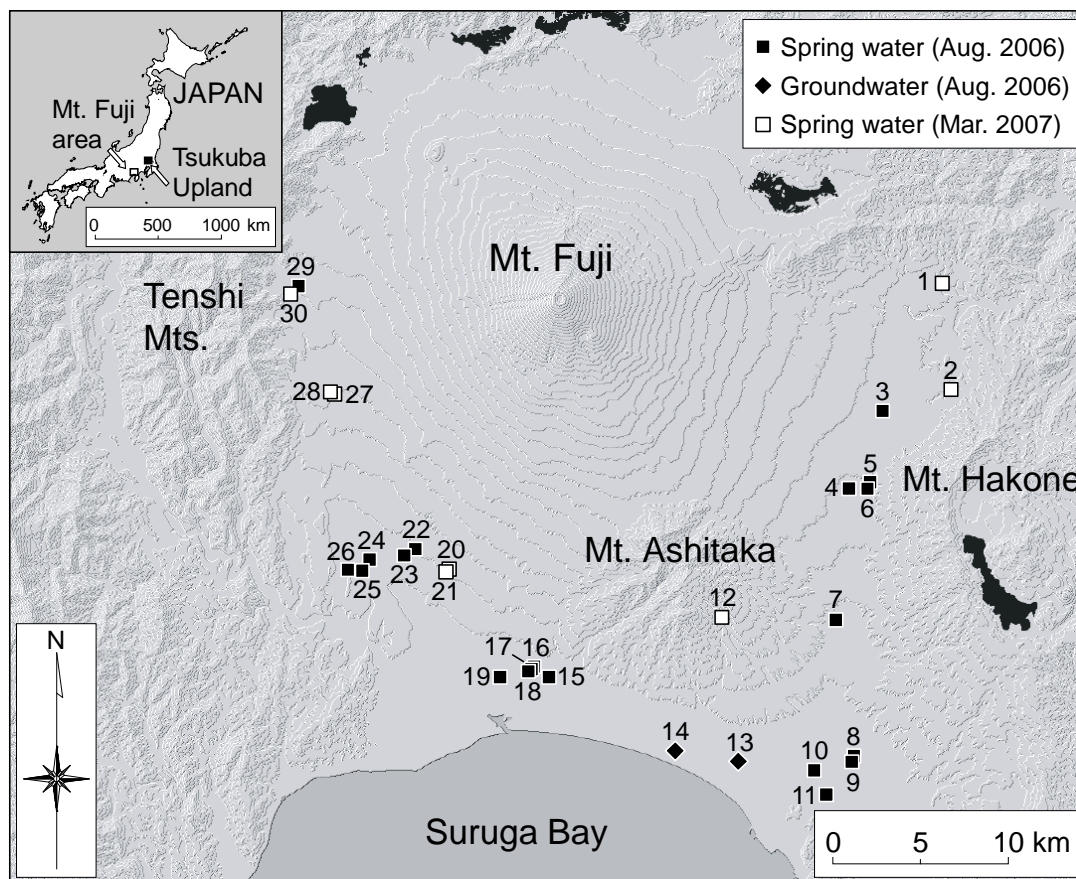 JAPAN
Mt. Fuji
area
Tsukuba
Upland
0 500 1000 km
Spring water (Aug. 2006)
Groundwater (Aug. 2006)
Spring water (Mar. 2007)
Mt. Fuji
29
30
Tenshi
Mts.
1
2
28 27
3
5
4
6
Mt. Hakone
22
24
20
26
23
25
21
Mt. Ashitaka
12
7
N
17 16
19 15
18
14
13
8
10
9
11
Suruga Bay
0 5 10 km